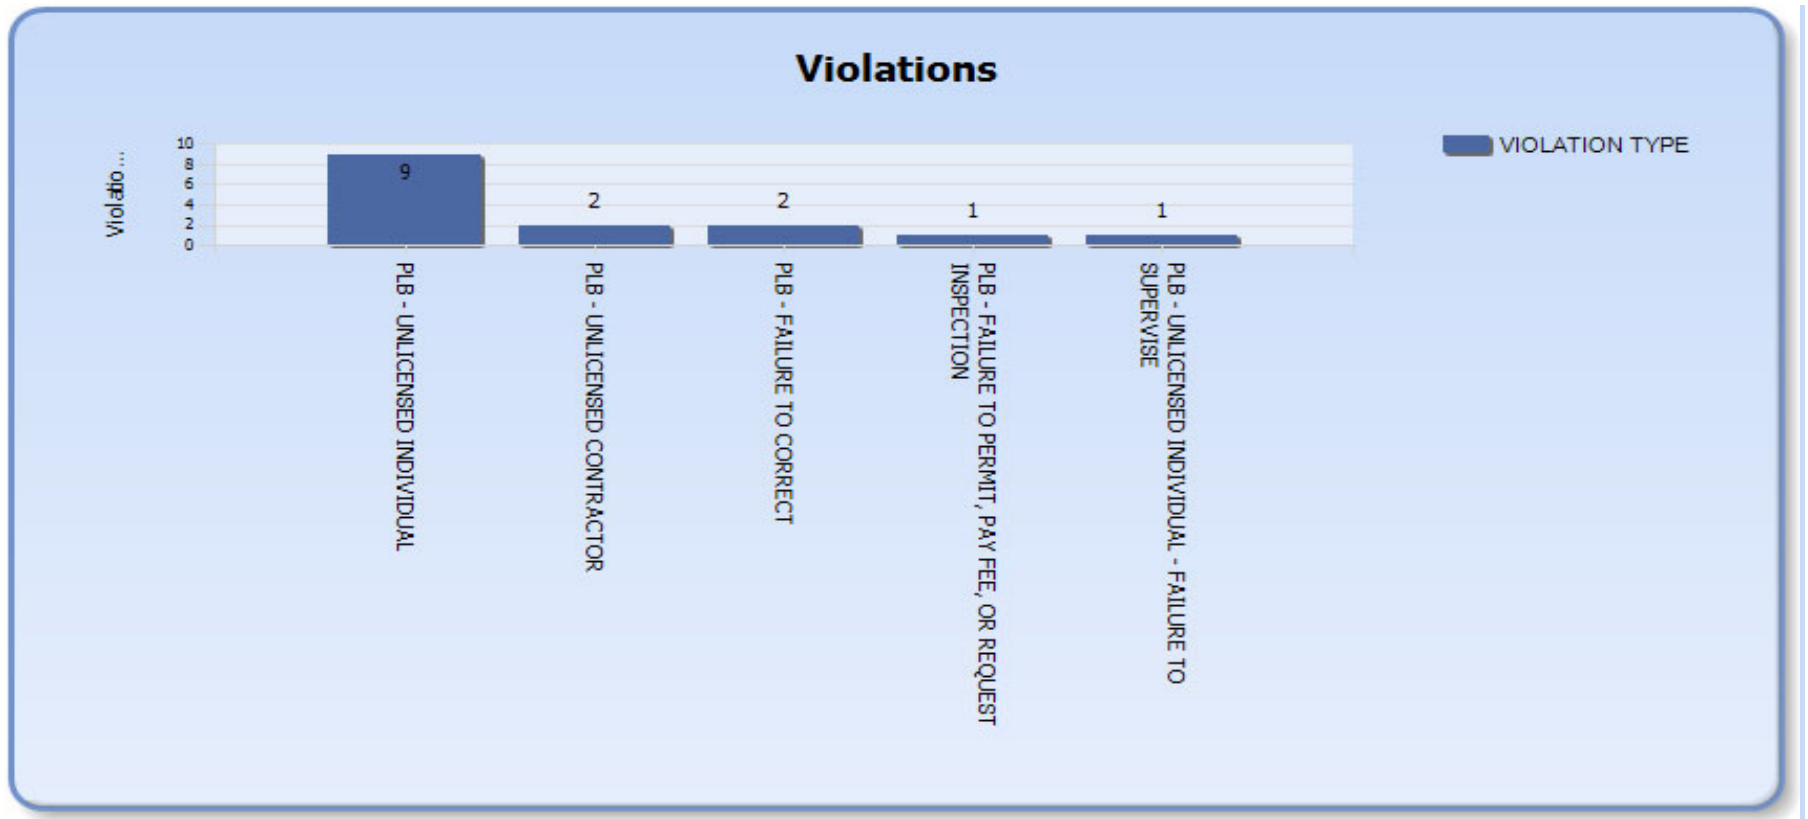 Violations
Violatio...
10
8
6
4
2
0
9
2
2
1
1
PLB - UNLICENSED INDIVIDUAL
PLB - UNLICENSED CONTRACTOR
PLB - FAILURE TO CORRECT
PLB - FAILURE TO PERMIT, PAY FEE, OR REQUEST
INSPECTION
PLB - UNLICENSED INDIVIDUAL - FAILURE TO
SUPERVISE
VIOLATION TYPE